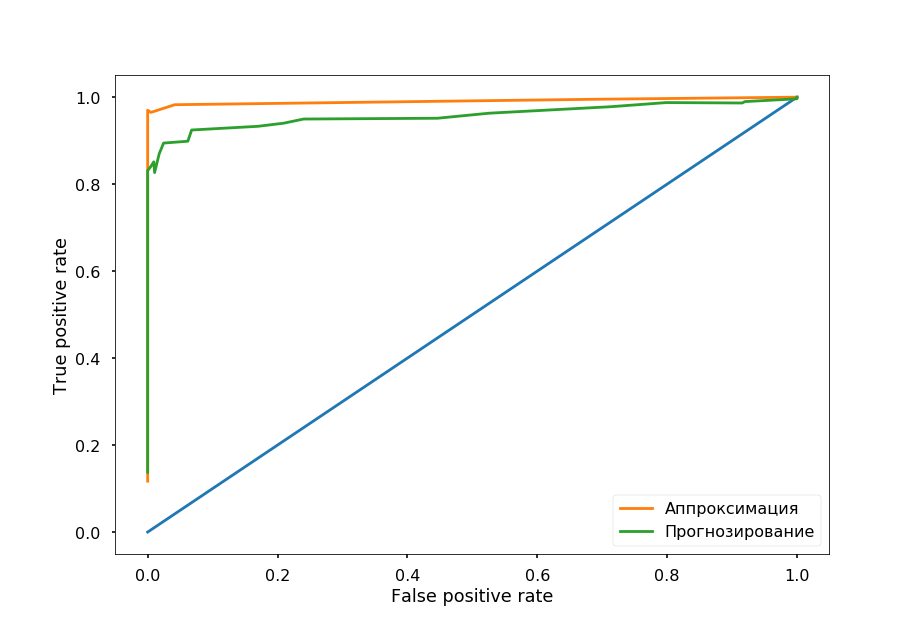 1.0
0.8
0.6
0.4
0.2
0.0
True positive rate
Аппроксимация
Прогнозирование
0.0 0.2 0.4 0.6 0.8 1.0
False positive rate